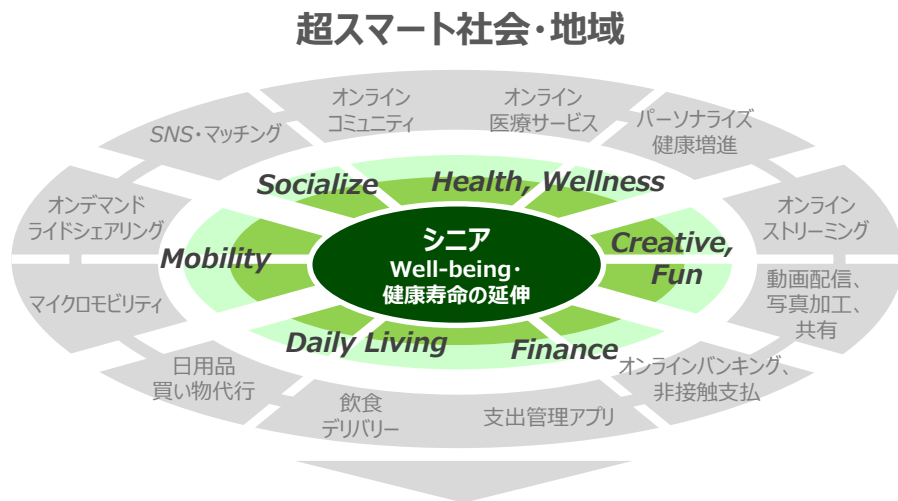 超スマート社会・地域
オンライン
コミュニティ
オンライン
医療サービス
SNS・マッチング
パーソナライズ
健康増進
Socialize
Health, Wellness
オンデマンド
ライドシェアリング
オンライン
ストリーミング
Mobility
シニア
Well-being・
健康寿命の延伸
Creative,
Fun
マイクロモビリティ
動画配信、
写真加工、
共有
Daily Living
Finance
日用品
買い物代行
オンラインバンキング、
非接触支払
飲食
デリバリー
支出管理アプリ